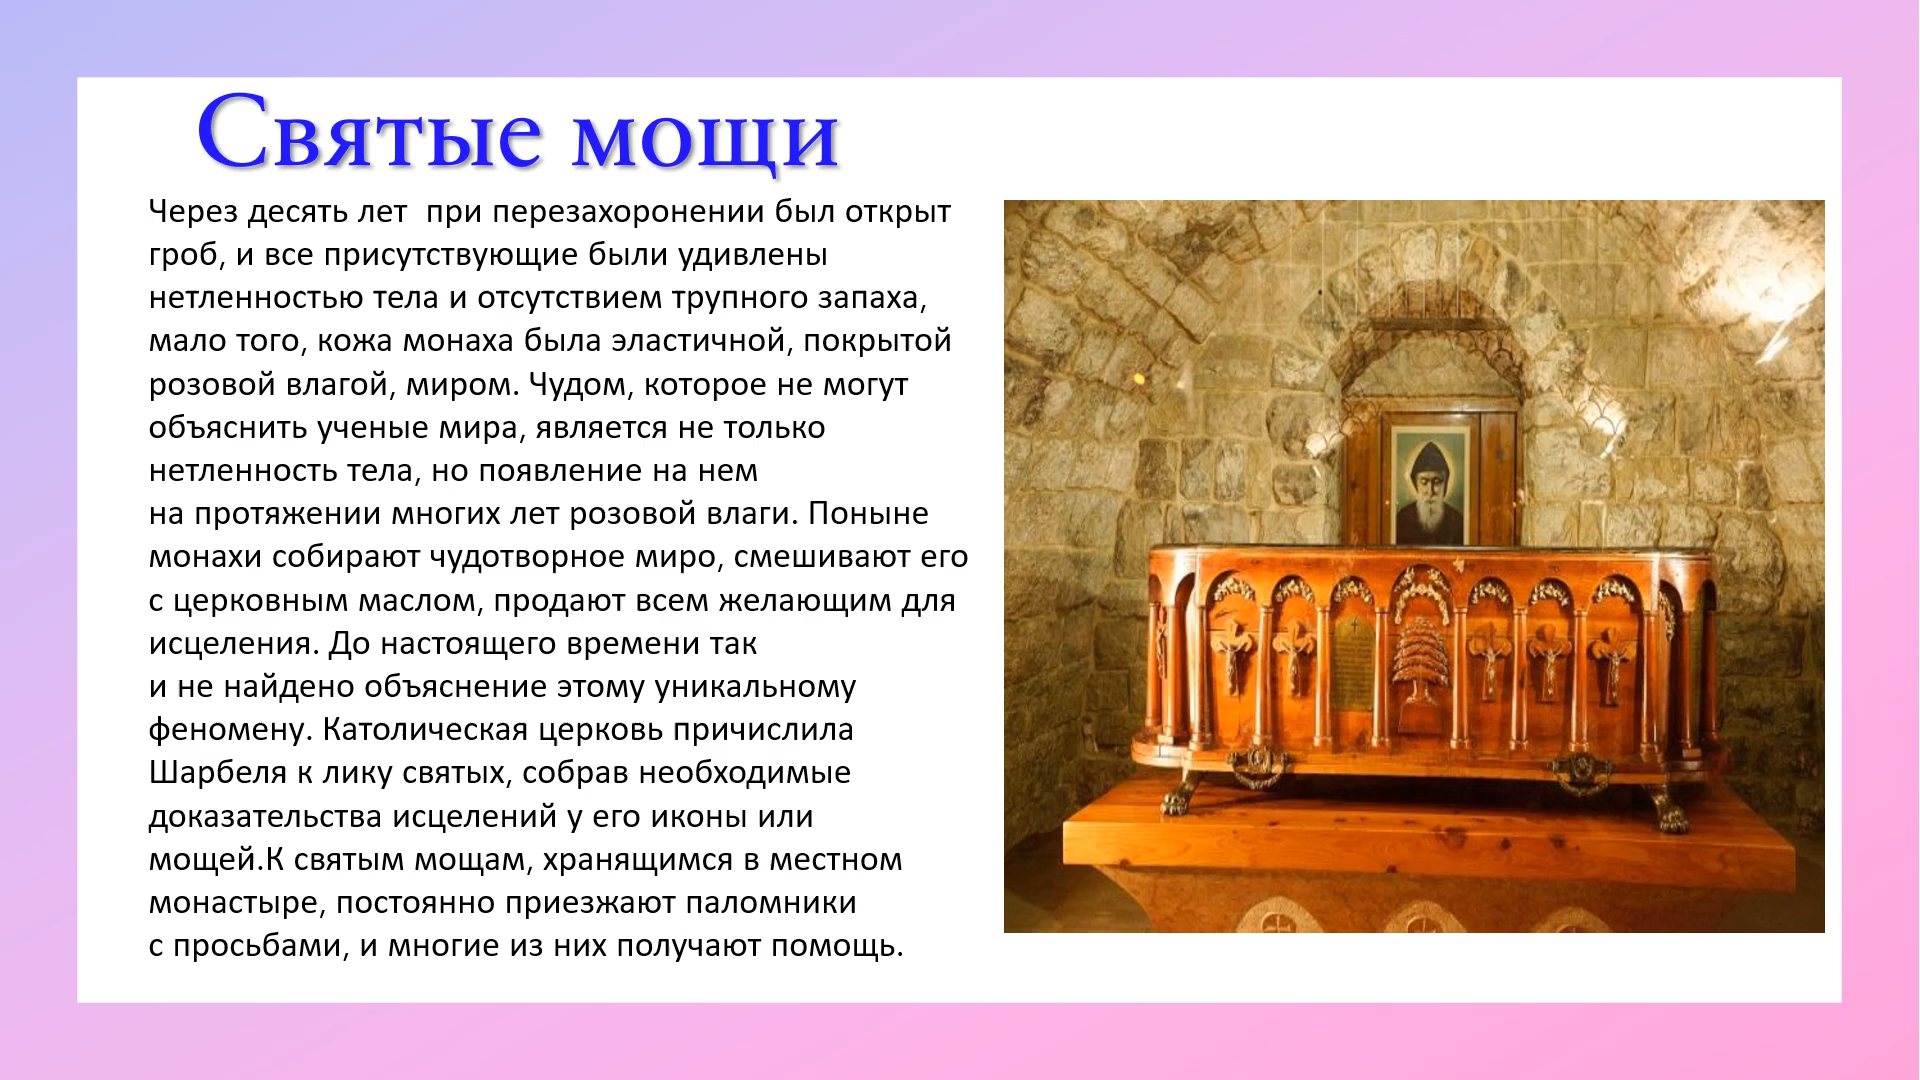 Святые мощи
Через десять лет  при перезахоронении был открыт
гроб, и все присутствующие были удивлены
нетленностью тела и отсутствием трупного запаха,
мало того, кожа монаха была эластичной, покрытой
розовой влагой, миром. Чудом, которое не могут
объяснить ученые мира, является не только
нетленность тела, но появление на нем
на протяжении многих лет розовой влаги. Поныне
монахи собирают чудотворное миро, смешивают его
с церковным маслом, продают всем желающим для
исцеления. До настоящего времени так
и не найдено объяснение этому уникальному
феномену. Католическая церковь причислила
Шарбеля к лику святых, собрав необходимые
доказательства исцелений у его иконы или
мощей.К святым мощам, хранящимся в местном
монастыре, постоянно приезжают паломники
с просьбами, и многие из них получают помощь.